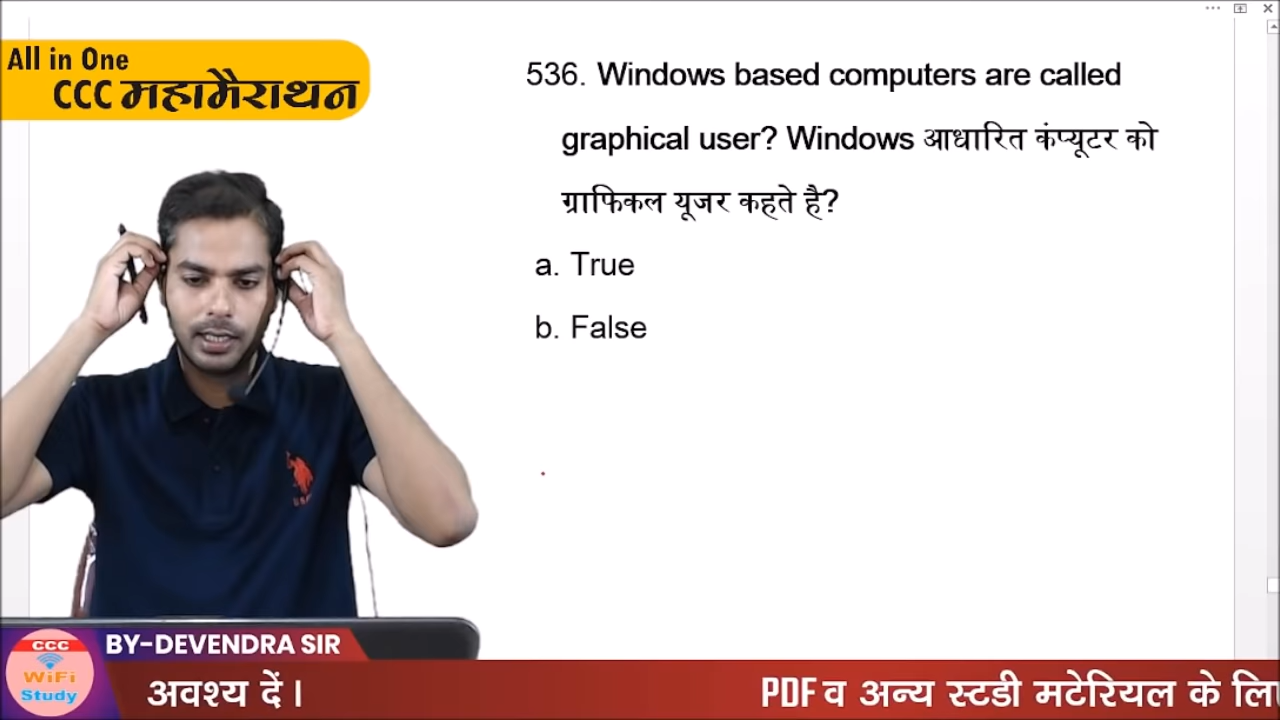 All in One
CCC महामैराथन
536. Windows based computers are called
graphical user? Windows आधारित कंप्यूटर को
ग्राफिकल यूजर कहते है?
a. True
b. False
CCC
WiFi
Study
BY-DEVENDRA SIR
अवश्य दें ।
PDF व अन्य स्टडी मटेरियल के लि